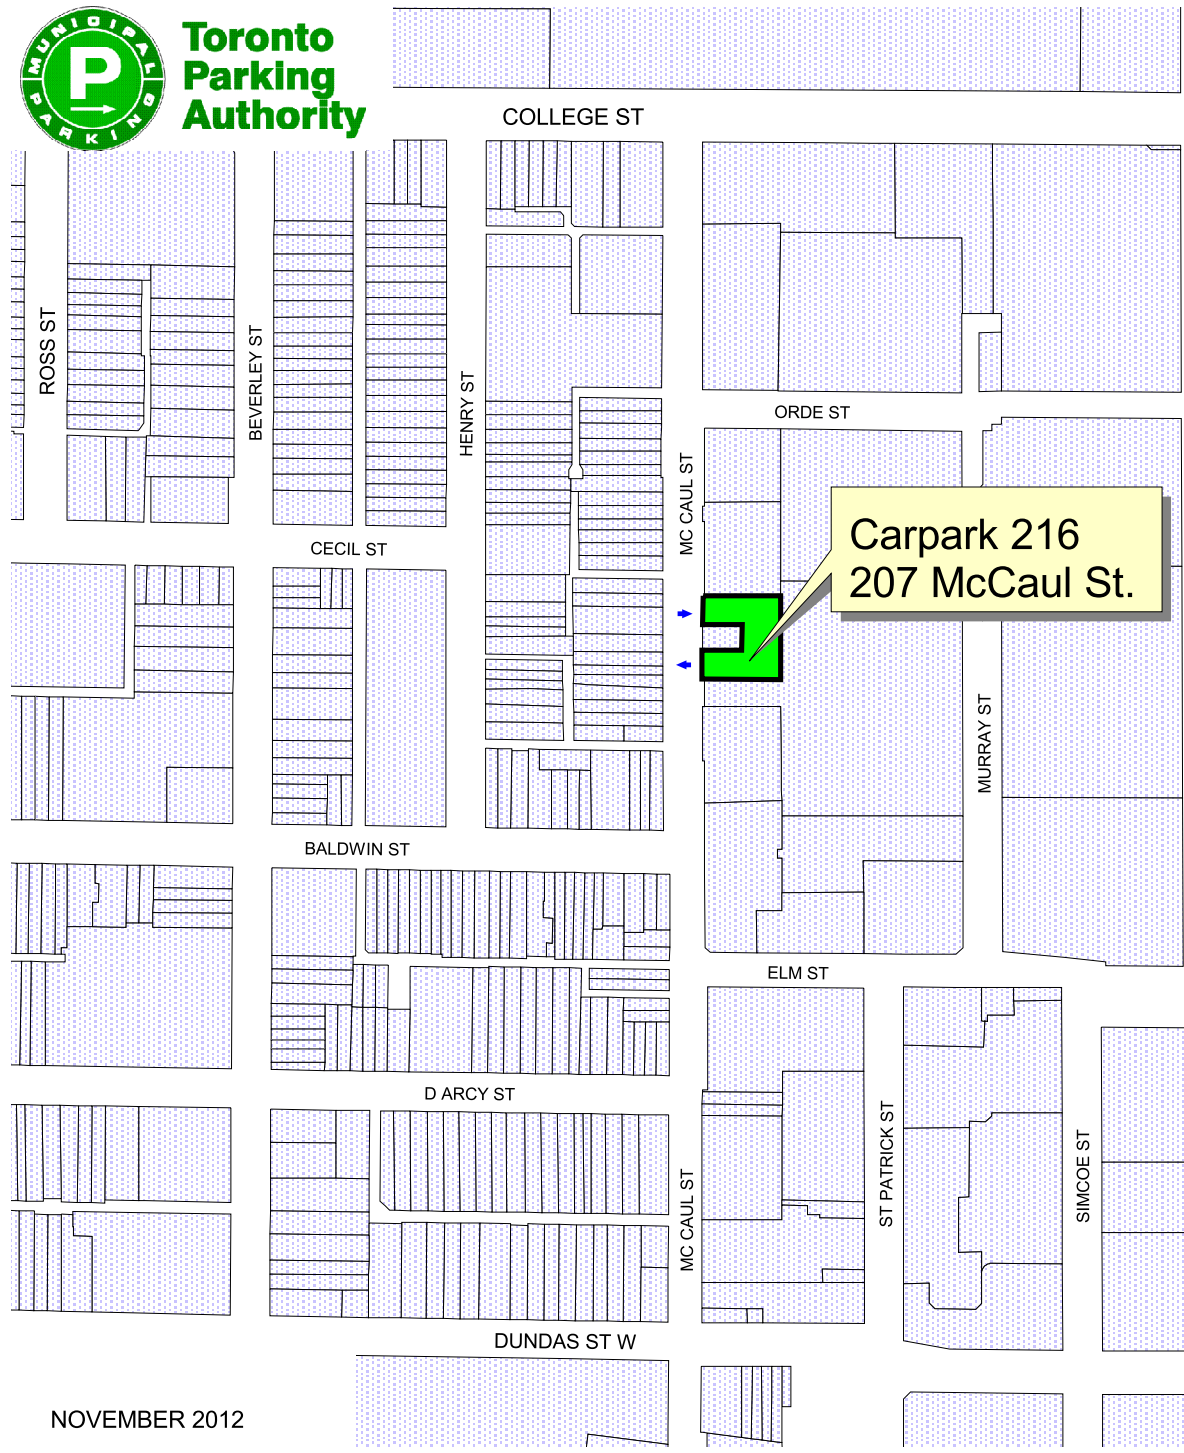 MUNICIPAL
P
PARKING
Toronto
Parking
Authority
COLLEGE ST
ROSS ST
BEVERLEY ST
HENRY ST
ORDE ST
MC CAUL ST
CECIL ST
Carpark 216
207 McCaul St.
MURRAY ST
BALDWIN ST
ELM ST
D ARCY ST
MC CAUL ST
ST PATRICK ST
SIMCOE ST
DUNDAS ST W
NOVEMBER 2012